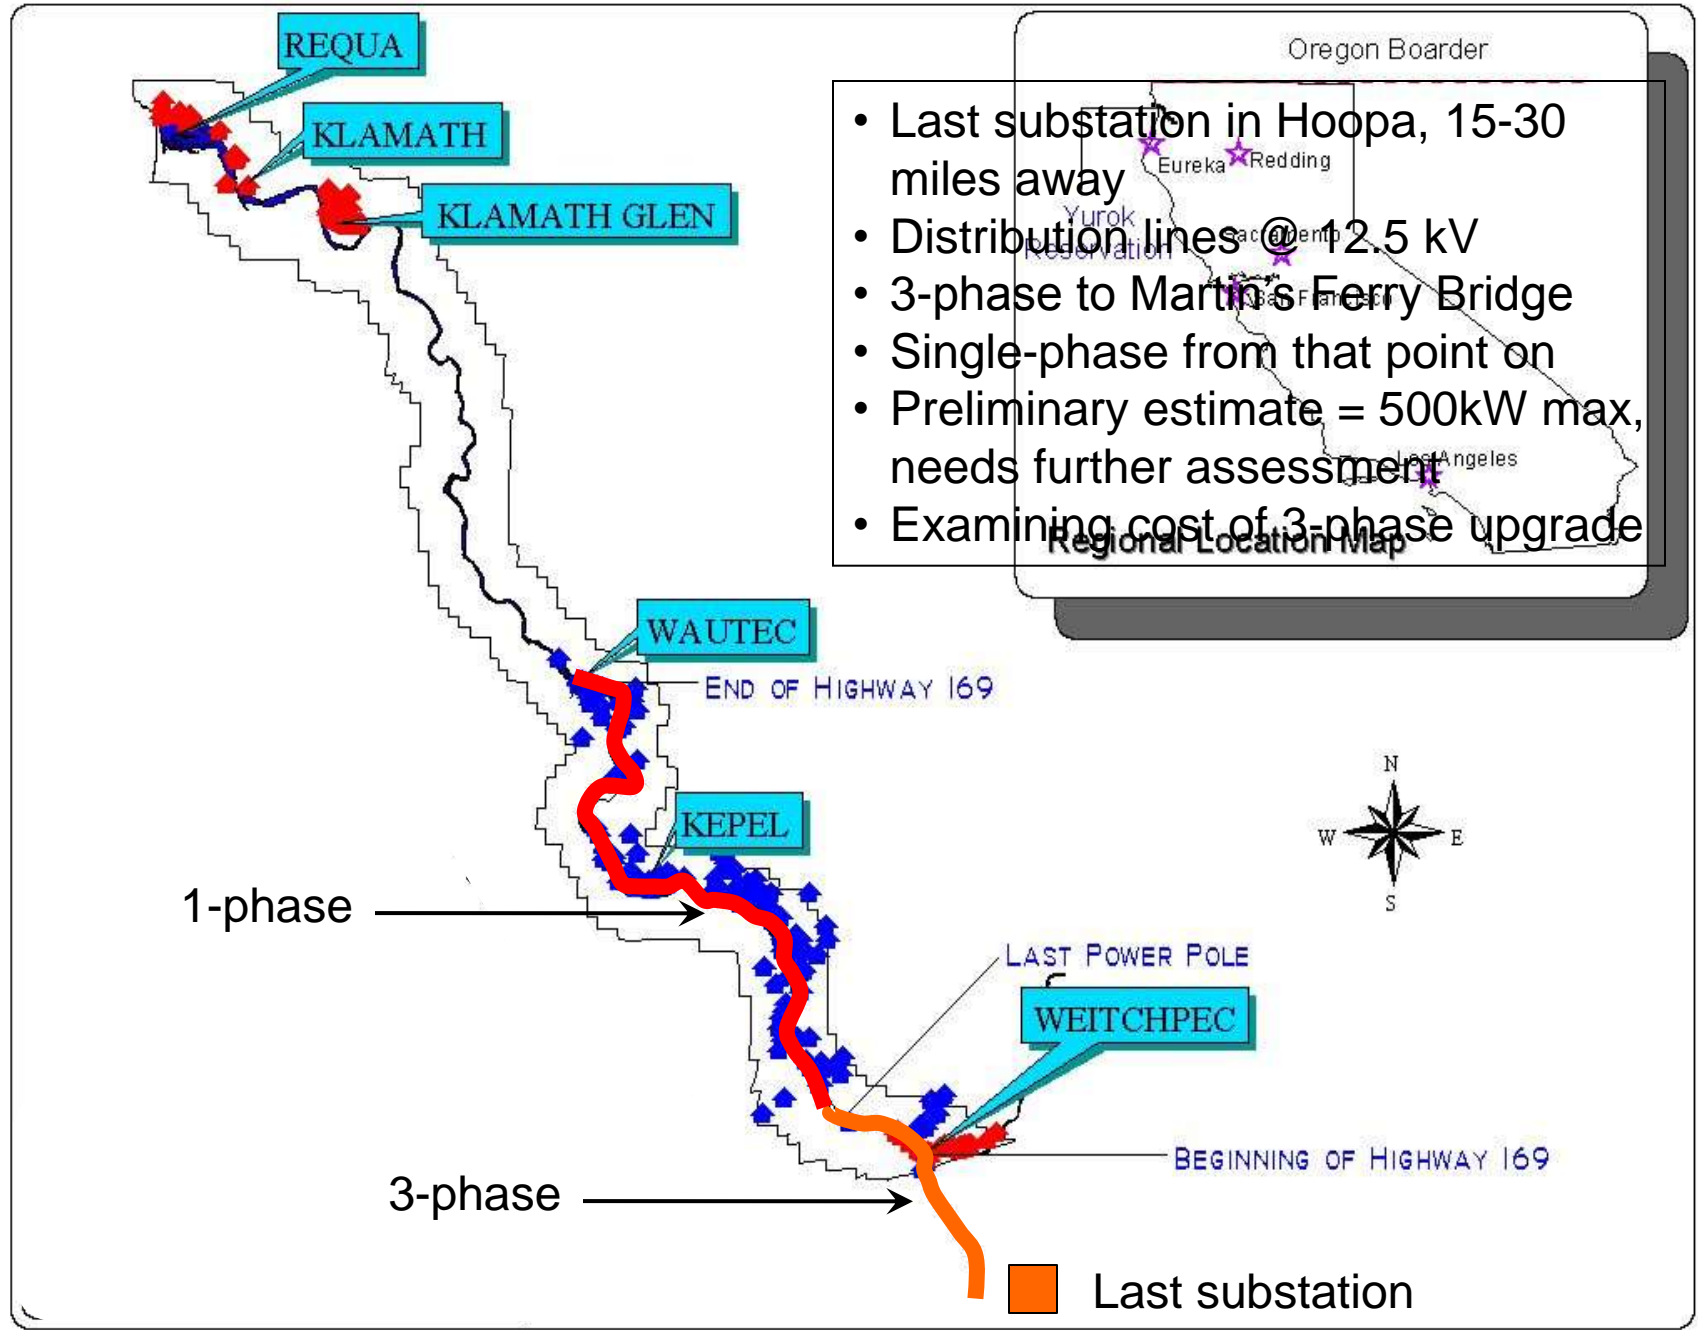 REQUA
KLAMATH
KLAMATH GLEN
Oregon Boarder
• Last substation in Hoopa, 15-30
miles away
• Distribution lines @ 12.5 kV
• 3-phase to Martin's Ferry Bridge
• Single-phase from that point on
• Preliminary estimate = 500kW max,
needs further assessment
• Examining cost of 3-phase upgrade
Eureka
Redding
Yurok
Reservation
Sacramento
San Francisco
Los Angeles
Regional Location Map
WAUTEC
END OF HIGHWAY 169
KEPEL
N
W
E
S
1-phase
LAST POWER POLE
WEITCHPEC
BEGINNING OF HIGHWAY 169
3-phase
Last substation